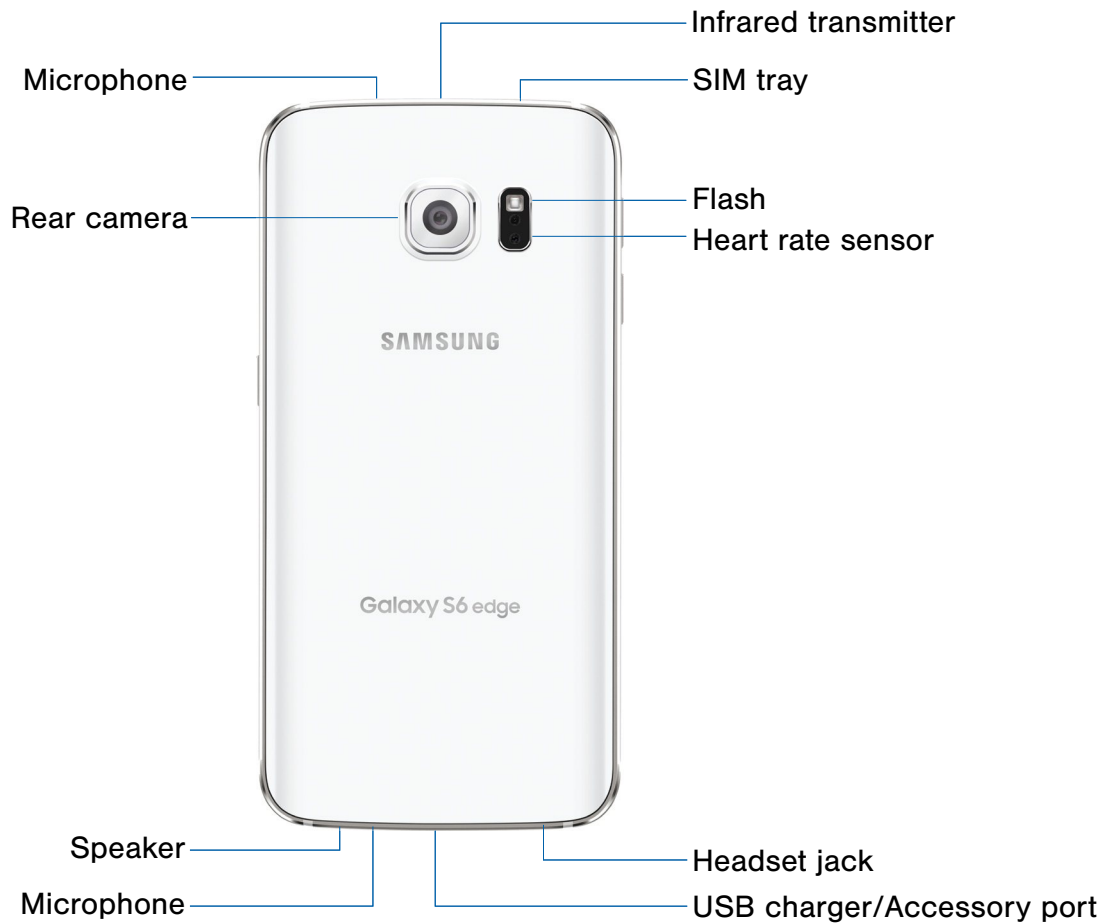 Infrared transmitter
Microphone
SIM tray
Flash
Rear camera
Heart rate sensor
SAMSUNG
Galaxy S6 edge
Speaker
Headset jack
Microphone
USB charger/Accessory port